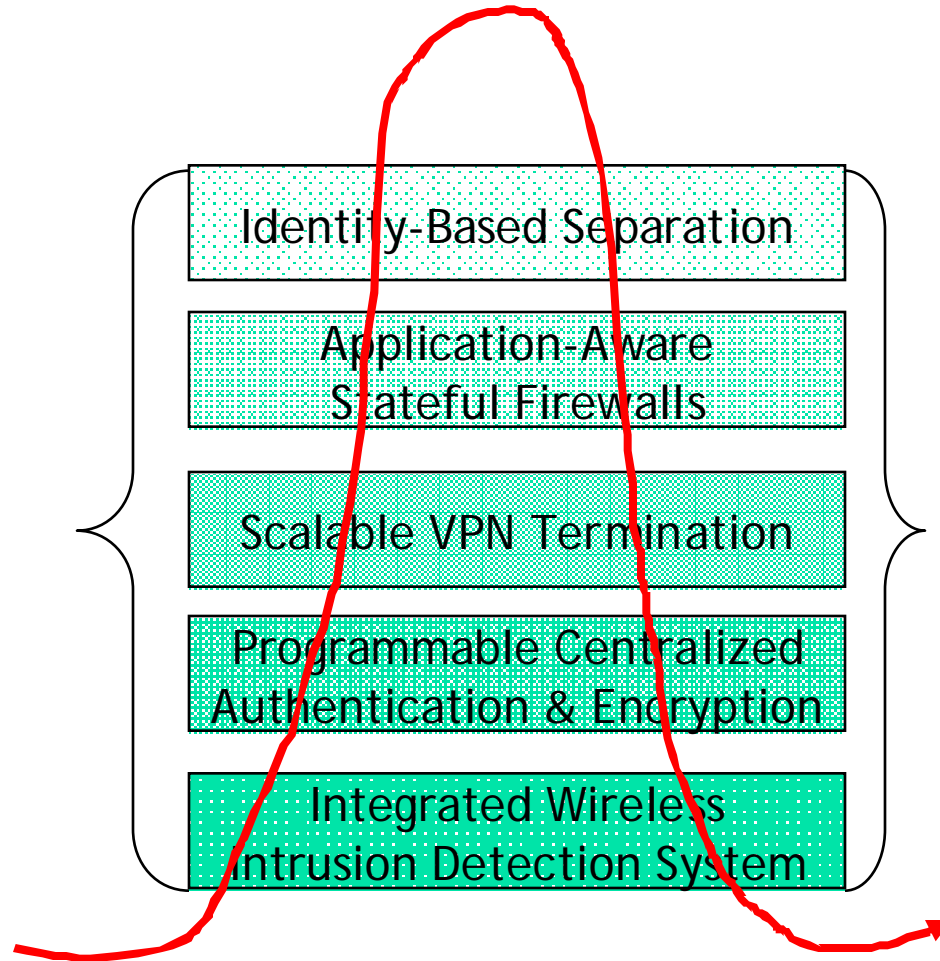 Identity-Based Separation
Application-Aware
Stateful Firewalls
Scalable VPN Termination
Programmable Centralized
Authentication & Encryption
Integrated Wireless
Intrusion Detection System